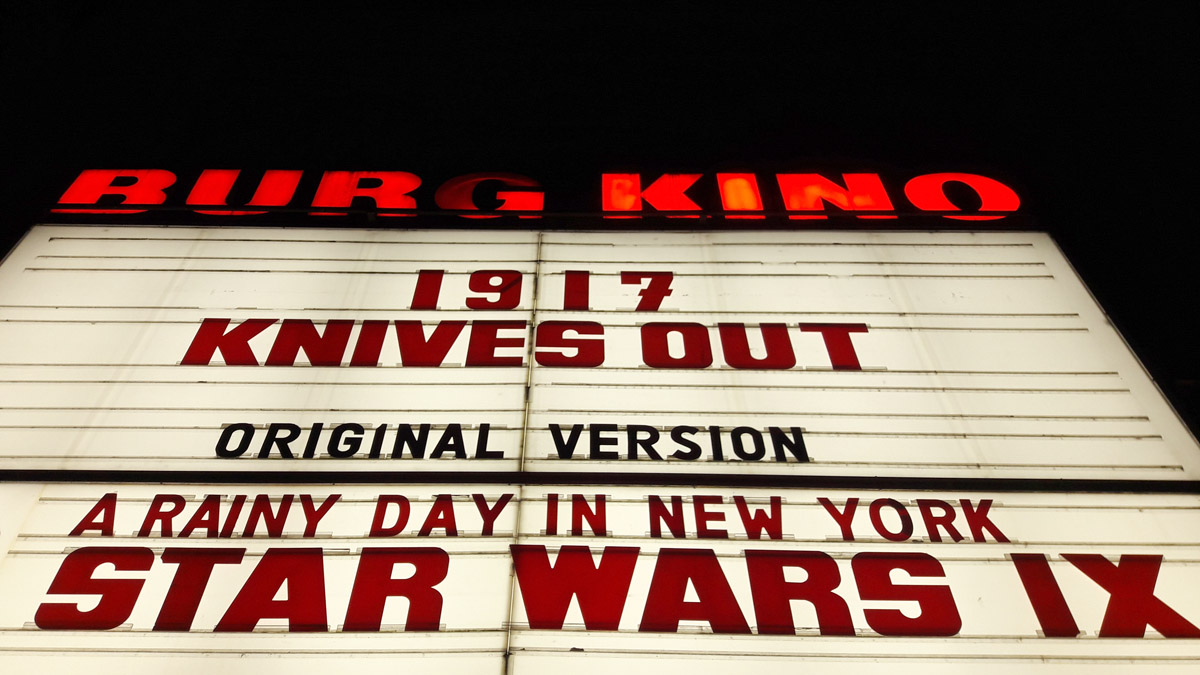 BURG KINO
1917
KNIVES OUT
ORIGINAL VERSION
A RAINY DAY IN NEW YORK
STAR WARS IX